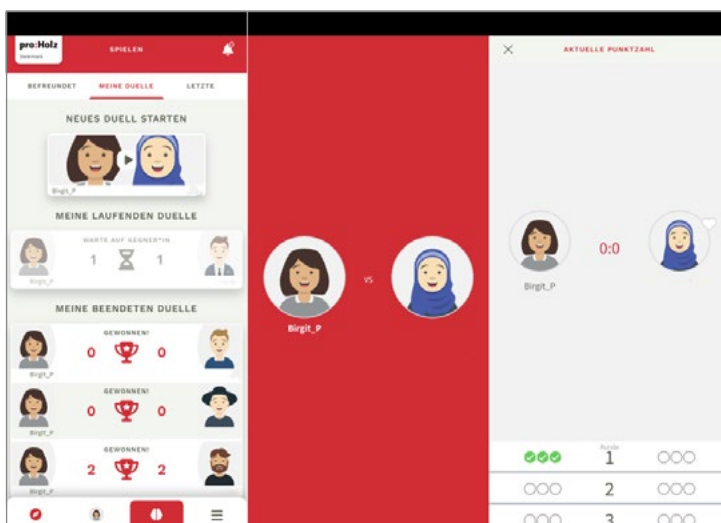 pro:Holz
Steiermark
SPIELEN
BEFREUNDET MEINE DUELLE LETZTE
NEUES DUELL STARTEN
Birgit_P
MEINE LAUFENDEN DUELLE
WARTE AUF GEGNER*IN
1 1
Birgit_P
MEINE BEENDETEN DUELLE
GEWONNEN!
0 0
Birgit_P
GEWONNEN!
0 0
Birgit_P
GEWONNEN!
2 2
Birgit_P
VS
Birgit_P
AKTUELLE PUNKTZAHL
0:0
Birgit_P
Runde
1
2
3